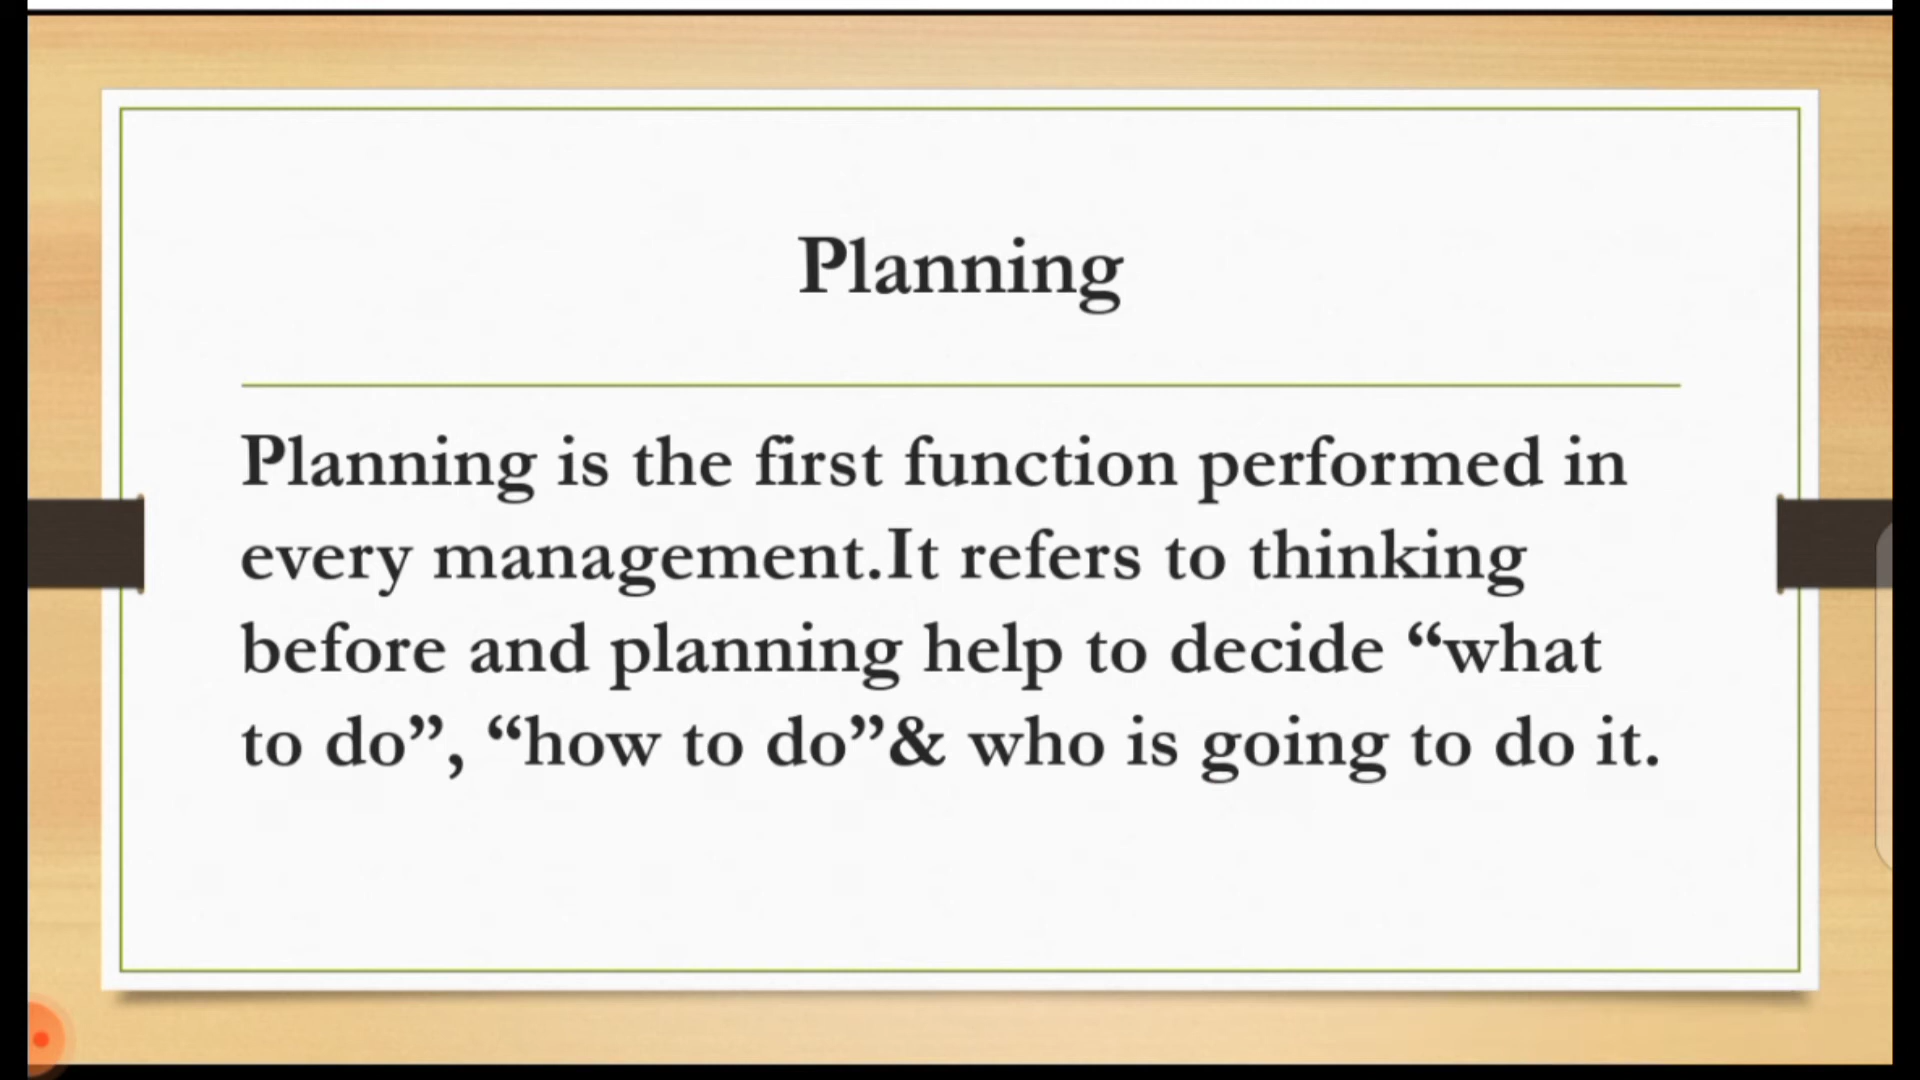 Planning
Planning is the first function performed in
every management.It refers to thinking
before and planning help to decide “what
to do”, “how to do”& who is going to do it.